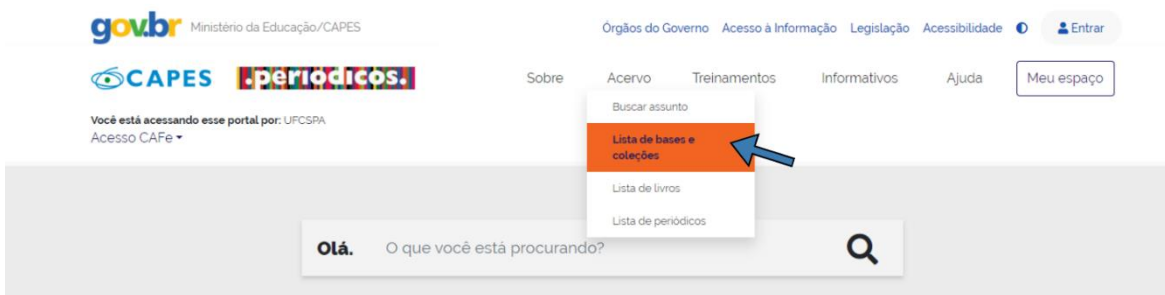 gov.br Ministério da Educação/CAPES Órgãos do Governo Acesso à Informação Legislação Acessibilidade Entrar
CAPES .periodicos. Sobre Acervo Treinamentos Informativos Ajuda Meu espaço
Buscar assunto
Você está acessando esse portal por: UFCSPA
Acesso CAFe
Lista de bases e
coleções
Lista de livros
Lista de periódicos
Olá. O que você está procurando?